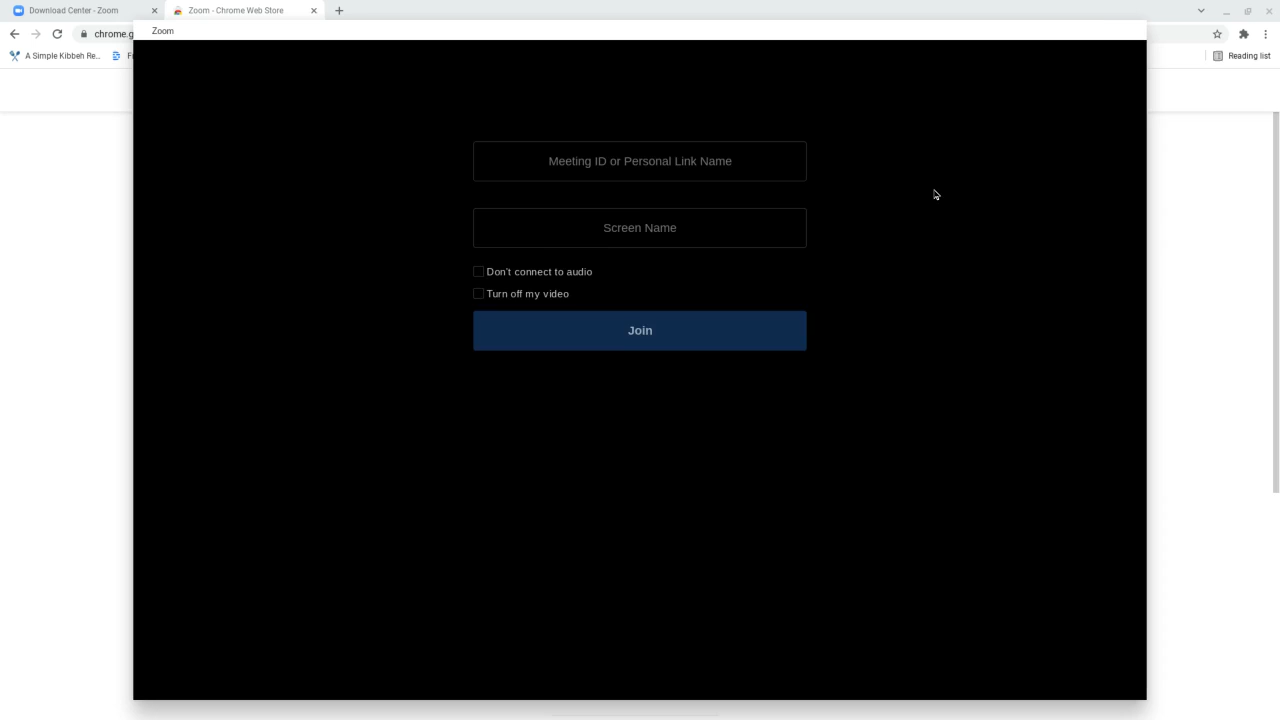 Download Center - Zoom
Zoom - Chrome Web Store
chrome.g
A Simple Kibbeh Re...
Reading list
Zoom
Meeting ID or Personal Link Name
Screen Name
Don't connect to audio
Turn off my video
Join